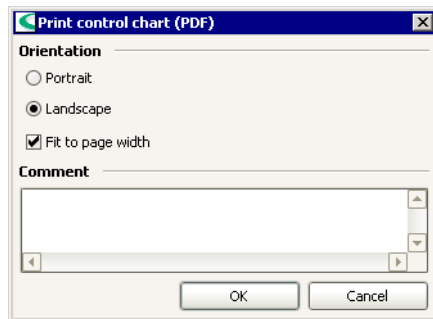 Print control chart (PDF)
Orientation
Portrait
Landscape
Fit to page width
Comment
OK Cancel